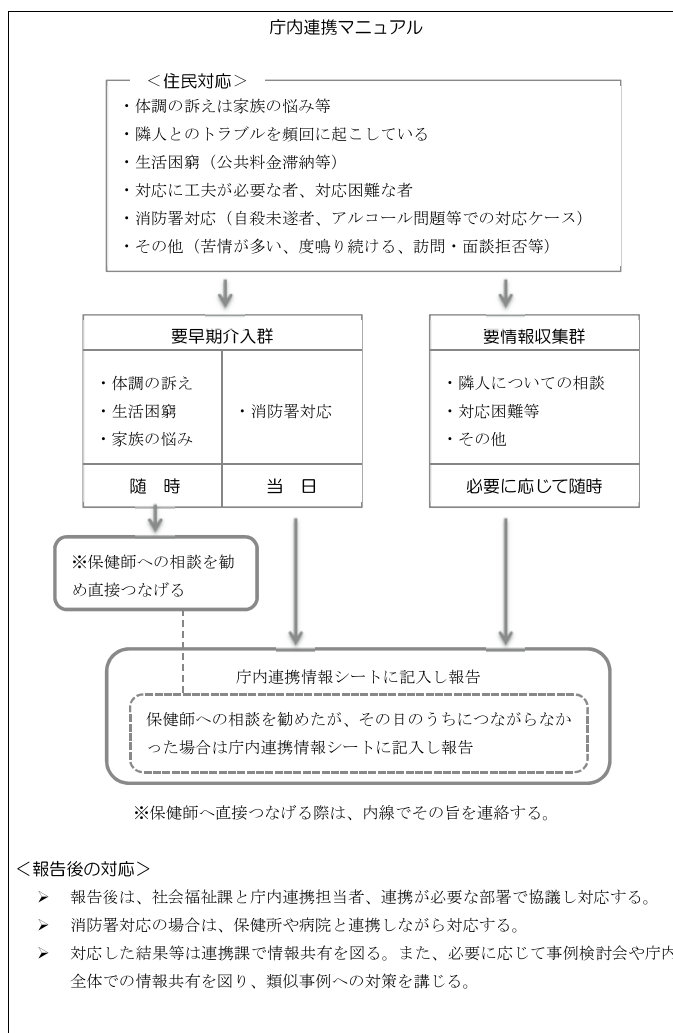 庁内連携マニュアル
＜住民対応＞
・体調の訴えは家族の悩み等
・隣人とのトラブルを頻回に起こしている
・生活困窮（公共料金滞納等）
・対応に工夫が必要な者、対応困難な者
・消防署対応（自殺未遂者、アルコール問題等での対応ケース）
・その他（苦情が多い、度鳴り続ける、訪問・面談拒否等）
要早期介入群
・体調の訴え
・生活困窮
・家族の悩み
・消防署対応
随　時
当　日
要情報収集群
・隣人についての相談
・対応困難等
・その他
必要に応じて随時
※保健師への相談を勧
め直接つなげる
庁内連携情報シートに記入し報告
保健師への相談を勧めたが、その日のうちにつながらなか
った場合は庁内連携情報シートに記入し報告
※保健師へ直接つなげる際は、内線でその旨を連絡する。
＜報告後の対応＞
➢ 報告後は、社会福祉課と庁内連携担当者、連携が必要な部署で協議し対応する。
➢ 消防署対応の場合は、保健所や病院と連携しながら対応する。
➢ 対応した結果等は連携課で情報共有を図る。また、必要に応じて事例検討会や庁内
全体での情報共有を図り、類似事例への対策を講じる。